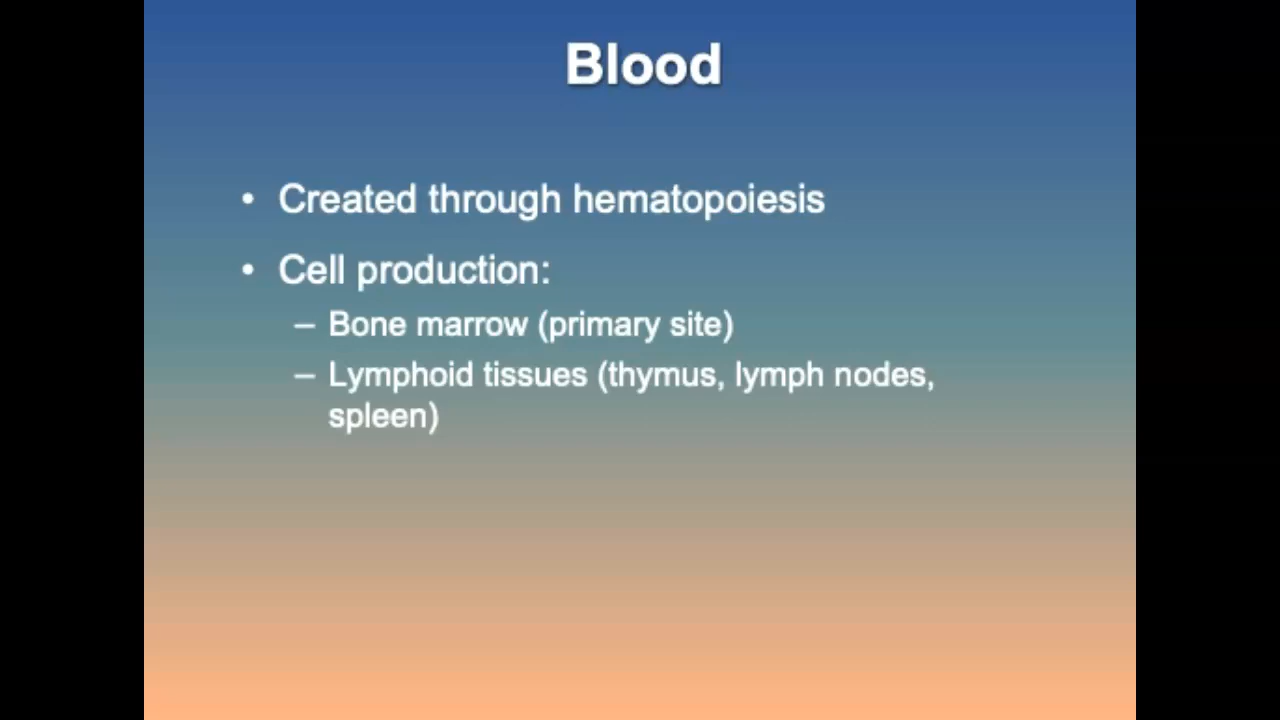 Blood
• Created through hematopoiesis
• Cell production:
– Bone marrow (primary site)
– Lymphoid tissues (thymus, lymph nodes,
spleen)